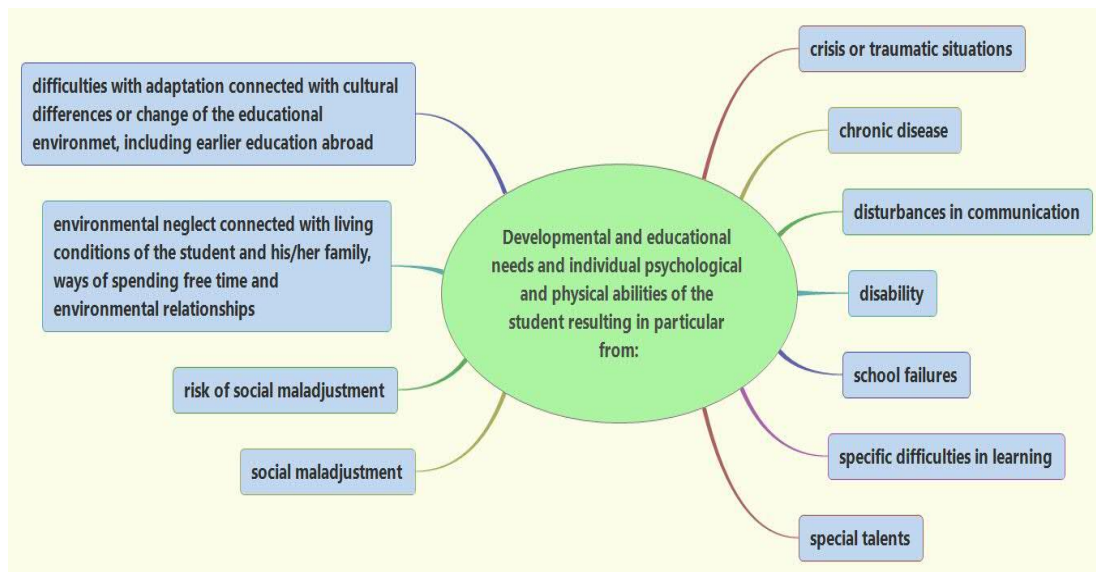 Developmental and educational
needs and individual psychological
and physical abilities of the
student resulting in particular
from:
crisis or traumatic situations
chronic disease
disturbances in communication
disability
school failures
specific difficulties in learning
special talents
social maladjustment
risk of social maladjustment
environmental neglect connected with living
conditions of the student and his/her family,
ways of spending free time and
environmental relationships
difficulties with adaptation connected with cultural
differences or change of the educational
environmet, including earlier education abroad